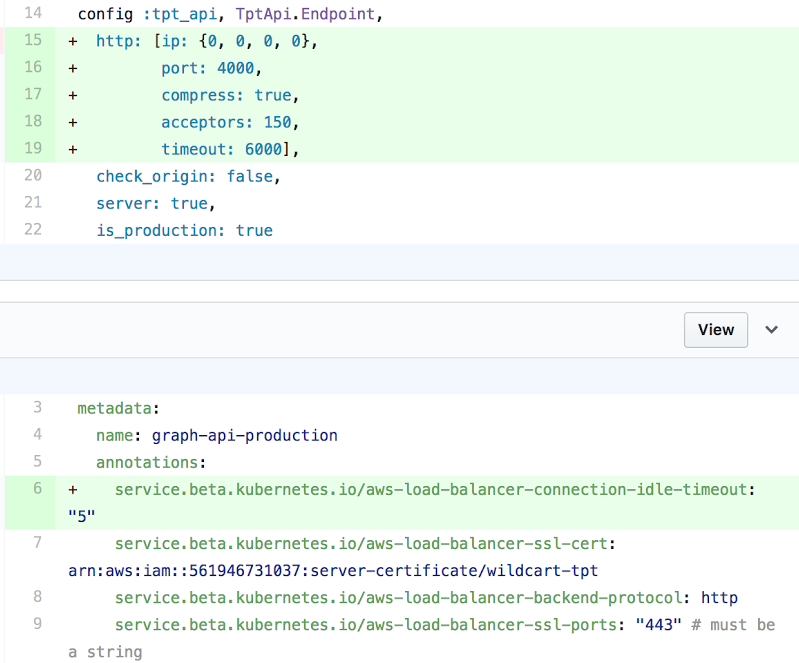 14 config :tpt_api, TptApi.Endpoint,
15 + http: [ip: {0, 0, 0, 0},
16 + port: 4000,
17 + compress: true,
18 + acceptors: 150,
19 + timeout: 6000],
20 check_origin: false,
21 server: true,
22 is_production: true
View
3 metadata:
4 name: graph-api-production
5 annotations:
6 + service.beta.kubernetes.io/aws-load-balancer-connection-idle-timeout:
"5"
7 service.beta.kubernetes.io/aws-load-balancer-ssl-cert:
arn:aws:iam::561946731037:server-certificate/wildcart-tpt
8 service.beta.kubernetes.io/aws-load-balancer-backend-protocol: http
9 service.beta.kubernetes.io/aws-load-balancer-ssl-ports: "443" # must be
a string